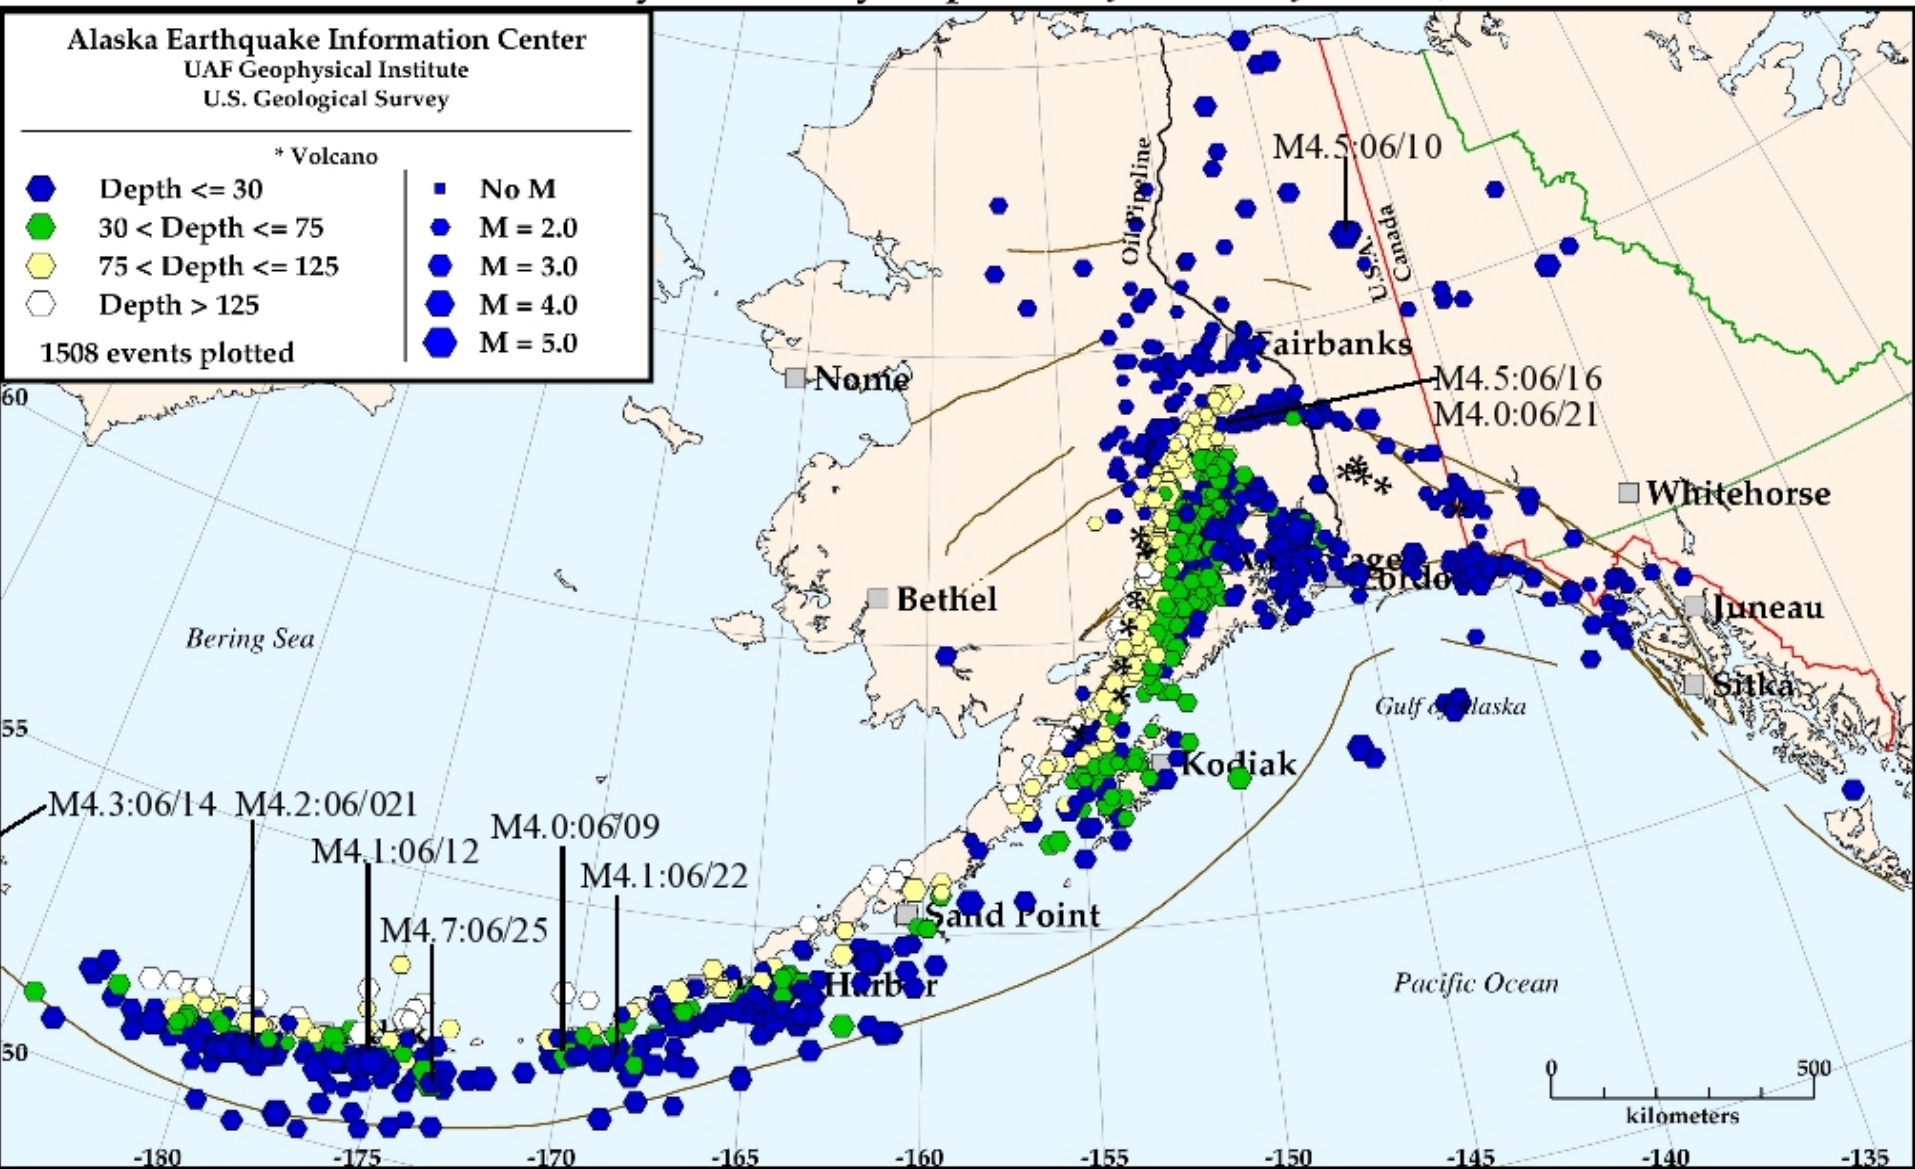 Alaska Earthquake Information Center
UAF Geophysical Institute
U.S. Geological Survey
* Volcano
Depth <= 30
No M
30 < Depth <= 75
M = 2.0
75 < Depth <= 125
M = 3.0
Depth > 125
M = 4.0
1508 events plotted
M = 5.0
M4.5:06/10
Oil Pipeline
U.S.A.
Canada
Fairbanks
Nome
M4.5:06/16
M4.0:06/21
60
Whitehorse
Bethel
Juneau
Bering Sea
Sitka
Gulf of Alaska
55
Kodiak
M4.3:06/14
M4.2:06/021
M4.0:06/09
M4.1:06/12
M4.1:06/22
M4.7:06/25
Sand Point
Harbor
Pacific Ocean
50
0
500
kilometers
-180
-175
-170
-165
-160
-155
-150
-145
-140
-135